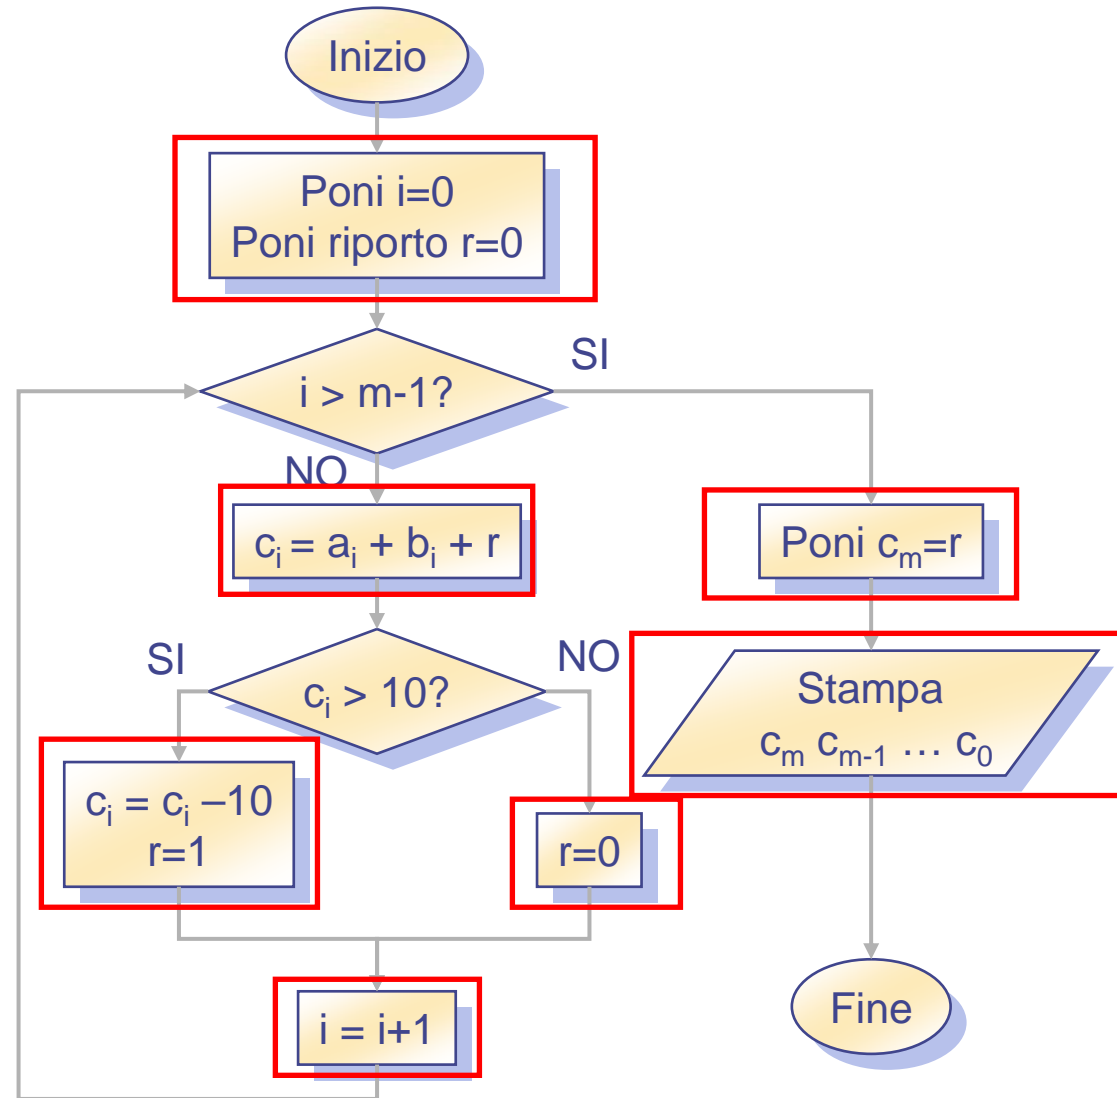 Inizio
Poni i=0
Poni riporto r=0
i > m-1?
SI
NO
cᵢ = aᵢ + bᵢ + r
Poni cₘ=r
SI
NO
cᵢ > 10?
Stampa
cₘ cₘ₋₁ … c₀
cᵢ = cᵢ –10
r=1
r=0
i = i+1
Fine